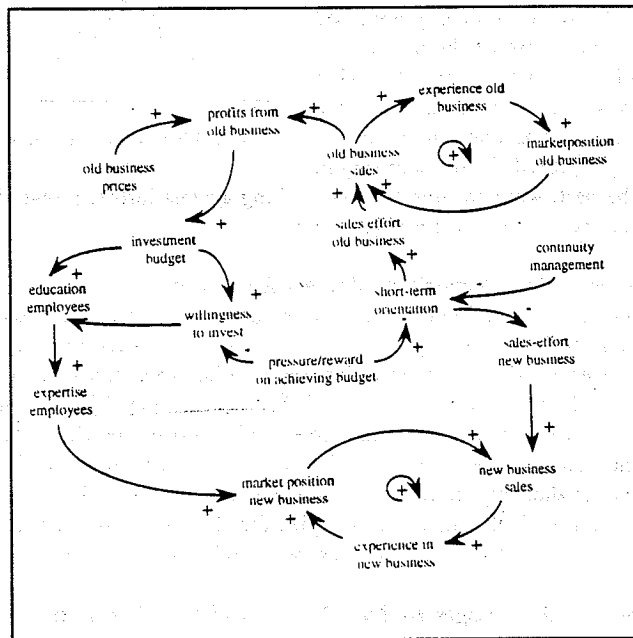 experience old
business
profits from
old business
marketposition
old business
old business
sales
old business
prices
sales effort
old business
investment
budget
continuity
management
education
employees
short-term
orientation
willingness
to invest
sales-effort
new business
pressure/reward
on achieving budget
expertise
employees
market position
new business
new business
sales
experience in
new business